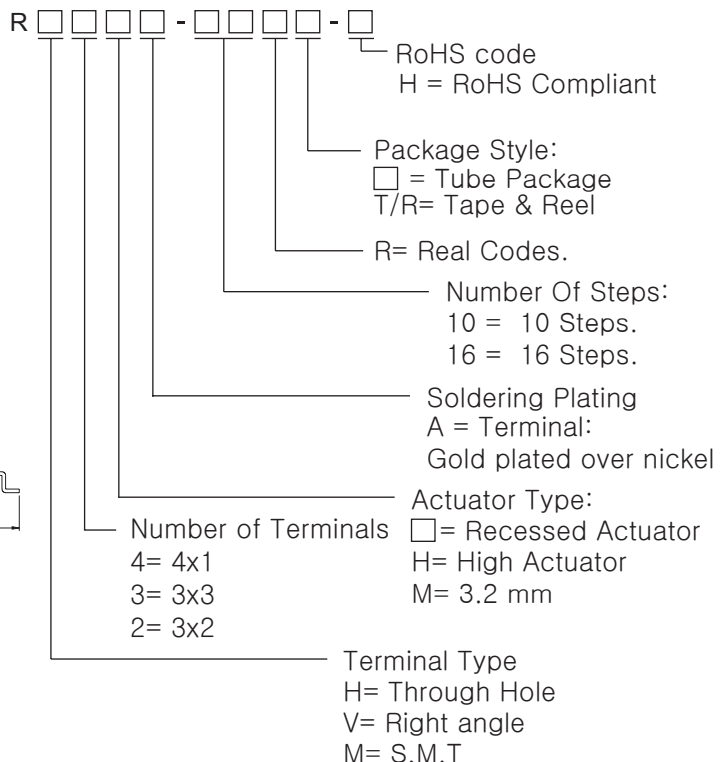 R □ □ □ □ - □ □ □ □ - □
RoHS code
H = RoHS Compliant
Package Style:
□ = Tube Package
T/R= Tape & Reel
R= Real Codes.
Number Of Steps:
10 = 10 Steps.
16 = 16 Steps.
Soldering Plating
A = Terminal:
Gold plated over nickel
Actuator Type:
□= Recessed Actuator
H= High Actuator
M= 3.2 mm
Number of Terminals
4= 4x1
3= 3x3
2= 3x2
Terminal Type
H= Through Hole
V= Right angle
M= S.M.T